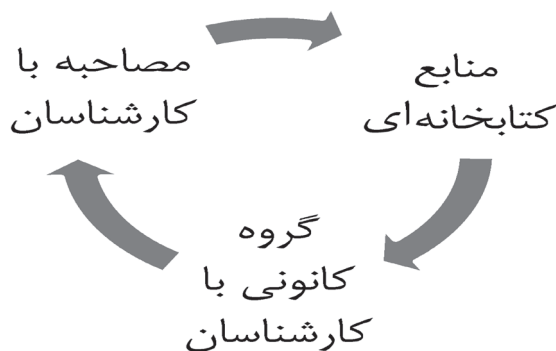 منابع
کتابخانه‌ای
مصاحبه با
کارشناسان
گروه
کانونی با
کارشناسان